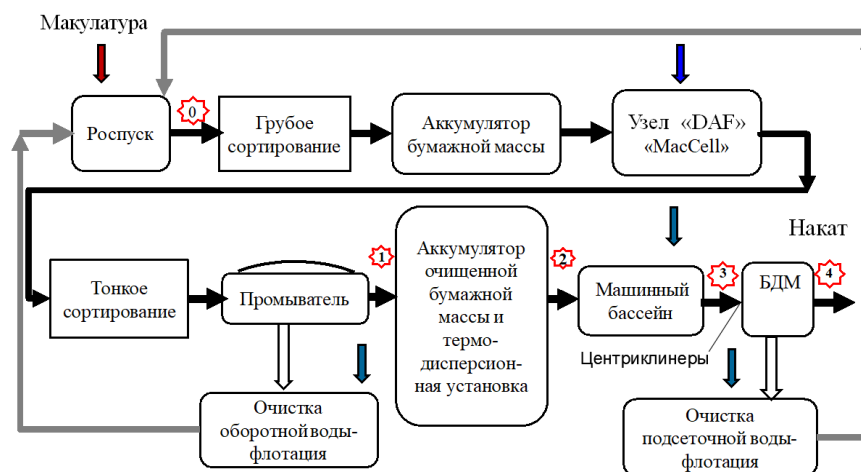 Макулатура
0
Роспуск
Грубое
сортирование
Аккумулятор
бумажной массы
Узел «DAF»
«MacCell»
Накат
1
2
3
4
Тонкое
сортирование
Промыватель
Аккумулятор
очищенной
бумажной
массы и
термо-
дисперсион-
ная установка
Машинный
бассейн
БДМ
Центриклинеры
Очистка
оборотной воды-
флотация
Очистка
подсеточной воды-
флотация